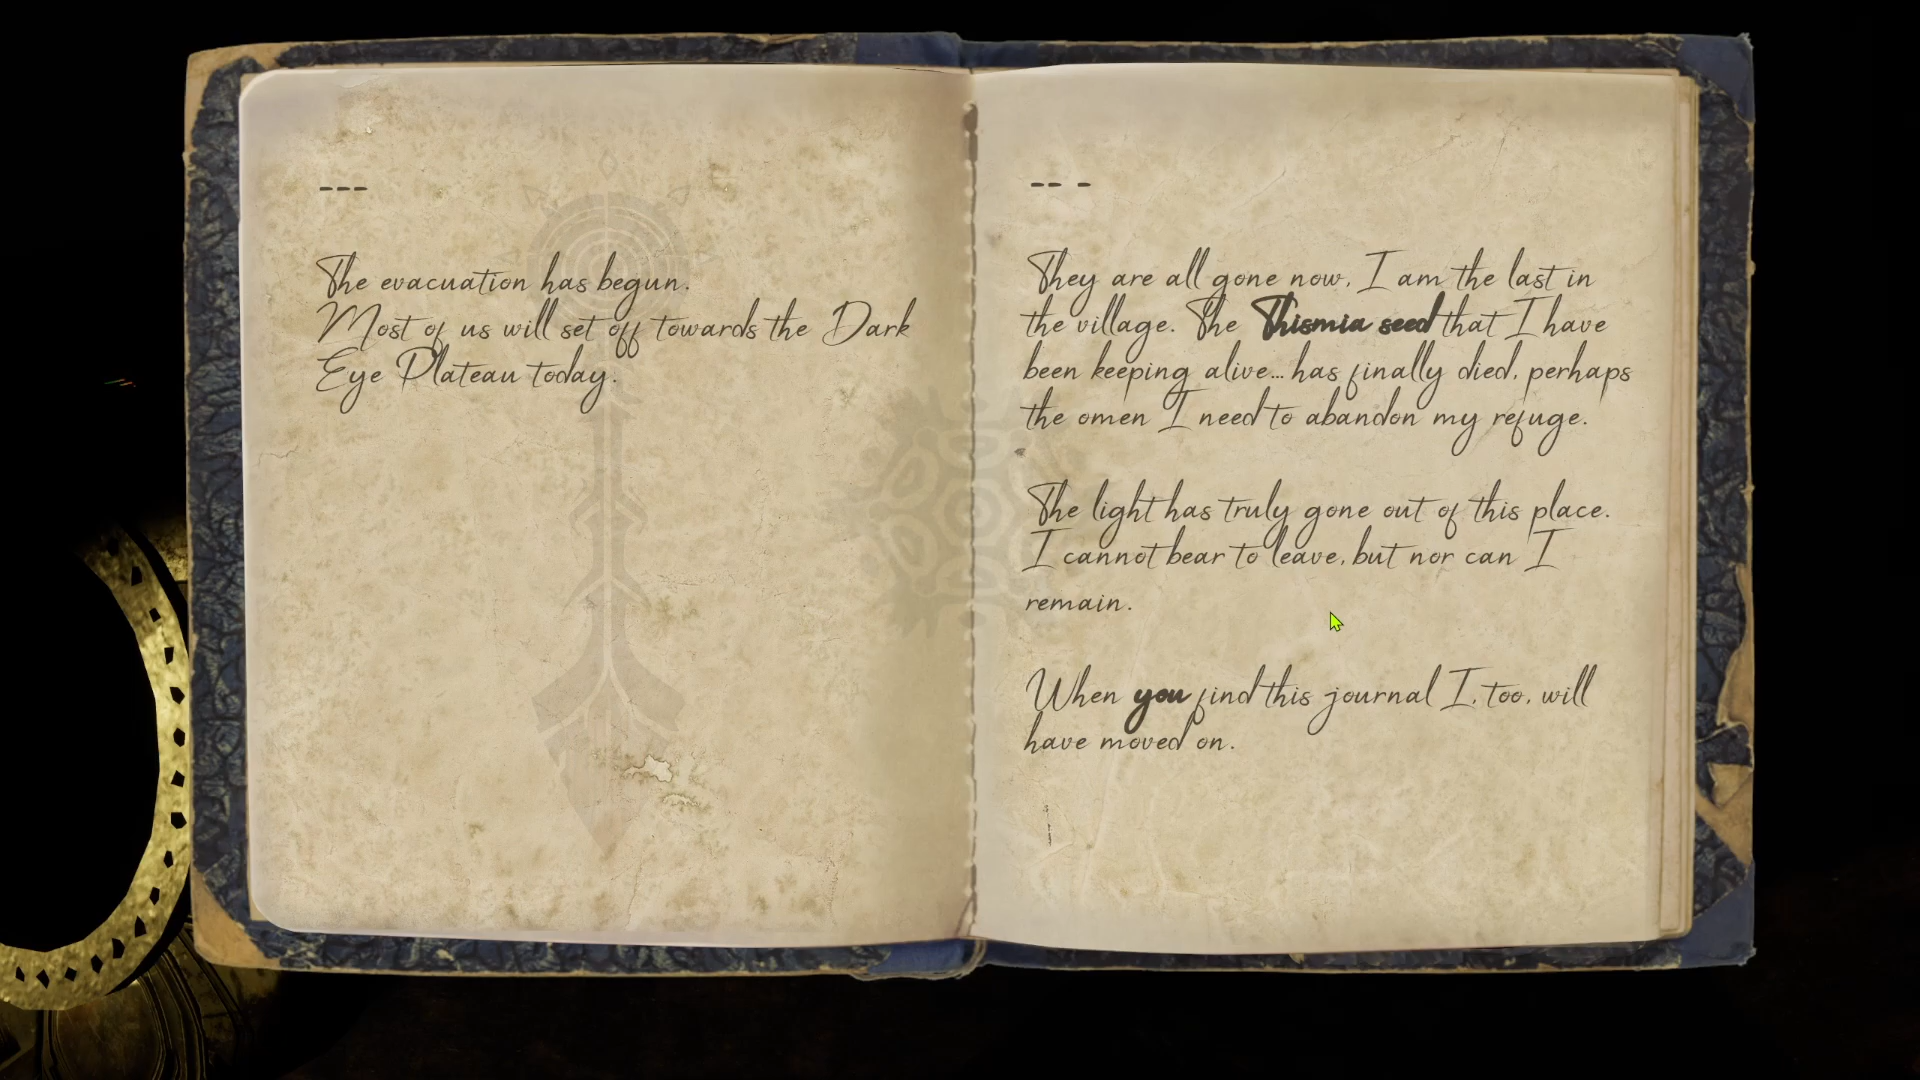 ---
The evacuation has begun.
Most of us will set off towards the Dark
Eye Plateau today.
-- -
They are all gone now, I am the last in
the village. The Thismia seed that I have
been keeping alive... has finally died, perhaps
the omen I need to abandon my refuge.
The light has truly gone out of this place.
I cannot bear to leave, but nor can I
remain.
When you find this journal I, too, will
have moved on.